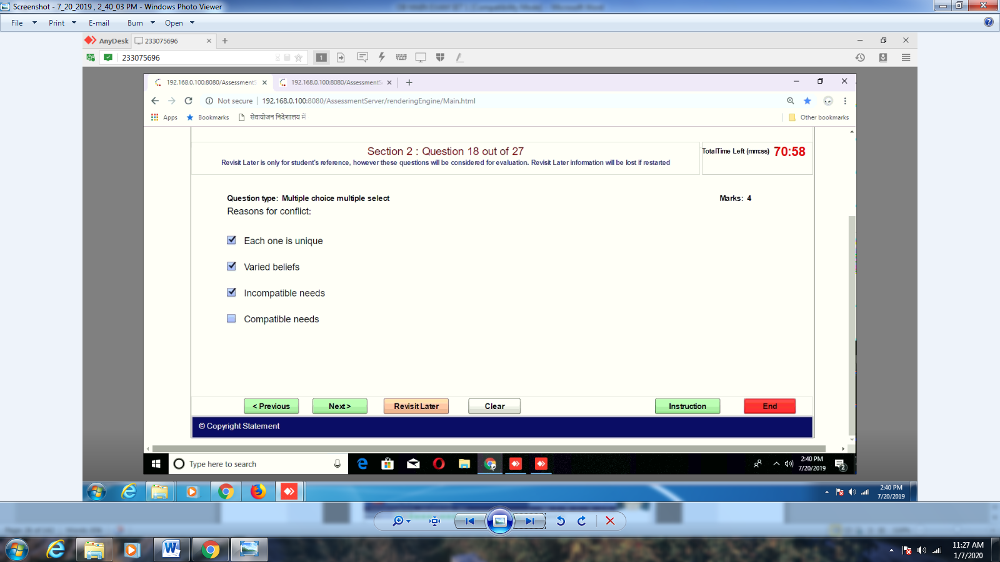 Screenshot - 7_20_2019 , 2_40_03 PM - Windows Photo Viewer
File Print E-mail Burn Open
AnyDesk 233075696
233075696 1
192.168.0.100:8080/AssessmentS 192.168.0.100:8080/AssessmentS
Not secure 192.168.0.100:8080/AssessmentServer/renderingEngine/Main.html
Apps Bookmarks सेवायोजन निदेशालय में Other bookmarks
Section 2 : Question 18 out of 27
TotalTime Left (mm:ss) 70:58
Revisit Later is only for student's reference, however these questions will be considered for evaluation. Revisit Later information will be lost if restarted
Question type: Multiple choice multiple select Marks: 4
Reasons for conflict:
Each one is unique
Varied beliefs
Incompatible needs
Compatible needs
< Previous Next > Revisit Later Clear Instruction End
© Copyright Statement
Type here to search
2:40 PM
7/20/2019
2
2:40 PM
7/20/2019
11:27 AM
1/7/2020